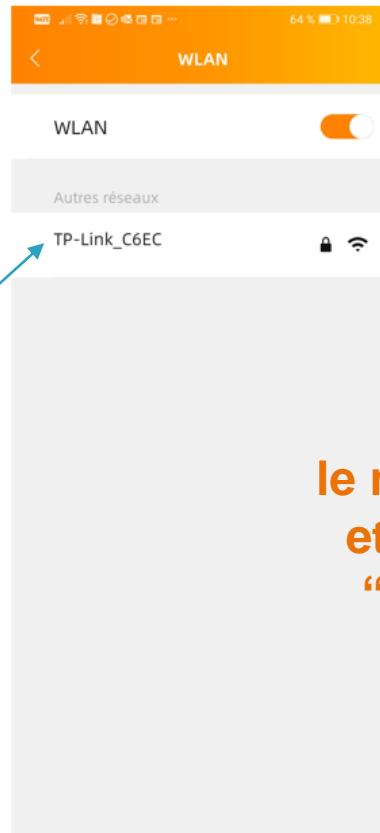 64 % 10:38
WLAN
WLAN
Autres réseaux
TP-Link_C6EC
le
et
“